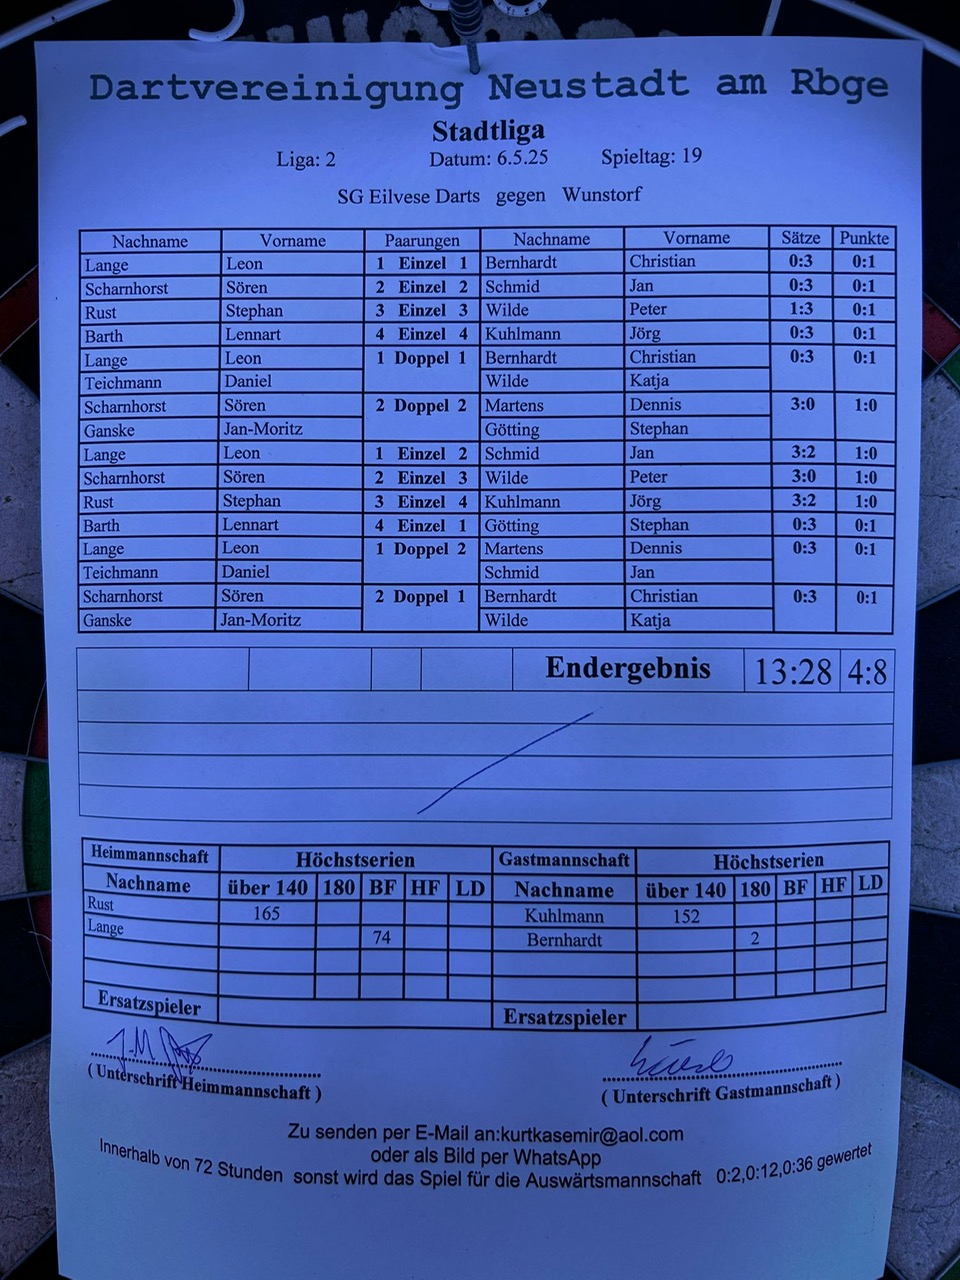 Dartvereinigung Neustadt am Rbge
Stadtliga
Liga: 2 Datum: 6.5.25 Spieltag: 19
SG Eilvese Darts gegen Wunstorf
Nachname Vorname Paarungen Nachname Vorname Sätze Punkte
Lange Leon 1 Einzel 1 Bernhardt Christian 0:3 0:1
Scharnhorst Sören 2 Einzel 2 Schmid Jan 0:3 0:1
Rust Stephan 3 Einzel 3 Wilde Peter 1:3 0:1
Barth Lennart 4 Einzel 4 Kuhlmann Jörg 0:3 0:1
Lange Leon 1 Doppel 1 Bernhardt Christian 0:3 0:1
Teichmann Daniel Wilde Katja
Scharnhorst Sören 2 Doppel 2 Martens Dennis 3:0 1:0
Ganske Jan-Moritz Götting Stephan
Lange Leon 1 Einzel 2 Schmid Jan 3:2 1:0
Scharnhorst Sören 2 Einzel 3 Wilde Peter 3:0 1:0
Rust Stephan 3 Einzel 4 Kuhlmann Jörg 3:2 1:0
Barth Lennart 4 Einzel 1 Götting Stephan 0:3 0:1
Lange Leon 1 Doppel 2 Martens Dennis 0:3 0:1
Teichmann Daniel Schmid Jan
Scharnhorst Sören 2 Doppel 1 Bernhardt Christian 0:3 0:1
Ganske Jan-Moritz Wilde Katja
Endergebnis 13:28 4:8
Heimmannschaft Höchstserien Gastmannschaft Höchstserien
Nachname über 140 180 BF HF LD Nachname über 140 180 BF HF LD
Rust 165 Kuhlmann 152
Lange 74 Bernhardt 2
Ersatzspieler Ersatzspieler
( Unterschrift Heimmannschaft ) ( Unterschrift Gastmannschaft )
Zu senden per E-Mail an:kurtkasemir@aol.com
oder als Bild per WhatsApp
Innerhalb von 72 Stunden sonst wird das Spiel für die Auswärtsmannschaft 0:2,0:12,0:36 gewertet